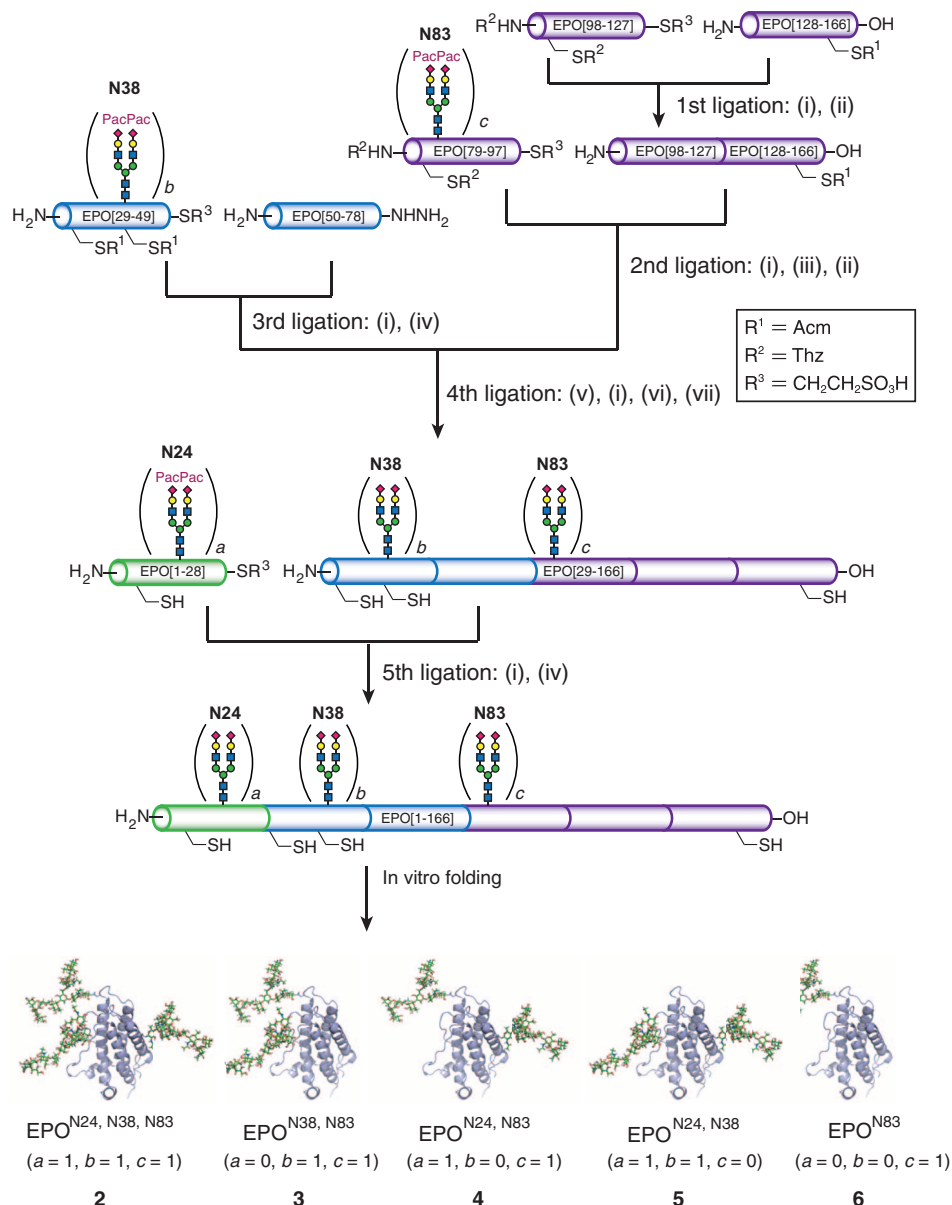 R²HN EPO[98-127] SR³ H₂N EPO[128-166] OH
SR² SR¹
N83
PacPac
c
1st ligation: (i), (ii)
N38
PacPac
b
R²HN EPO[79-97] SR³ H₂N EPO[98-127] EPO[128-166] OH
SR² SR¹
H₂N EPO[29-49] SR³ H₂N EPO[50-78] NHNH₂
SR¹ SR¹
2nd ligation: (i), (iii), (ii)
3rd ligation: (i), (iv)
R¹ = Acm
R² = Thz
R³ = CH₂CH₂SO₃H
4th ligation: (v), (i), (vi), (vii)
N24 N38 N83
PacPac
a b c
H₂N EPO[1-28] SR³ H₂N EPO[29-166] OH
SH SH SH SH
5th ligation: (i), (iv)
N24 N38 N83
a b c
H₂N EPO[1-166] OH
SH SH SH SH
In vitro folding
EPO^N24, N38, N83 EPO^N38, N83 EPO^N24, N83 EPO^N24, N38 EPO^N83
(a = 1, b = 1, c = 1) (a = 0, b = 1, c = 1) (a = 1, b = 0, c = 1) (a = 1, b = 1, c = 0) (a = 0, b = 0, c = 1)
2 3 4 5 6